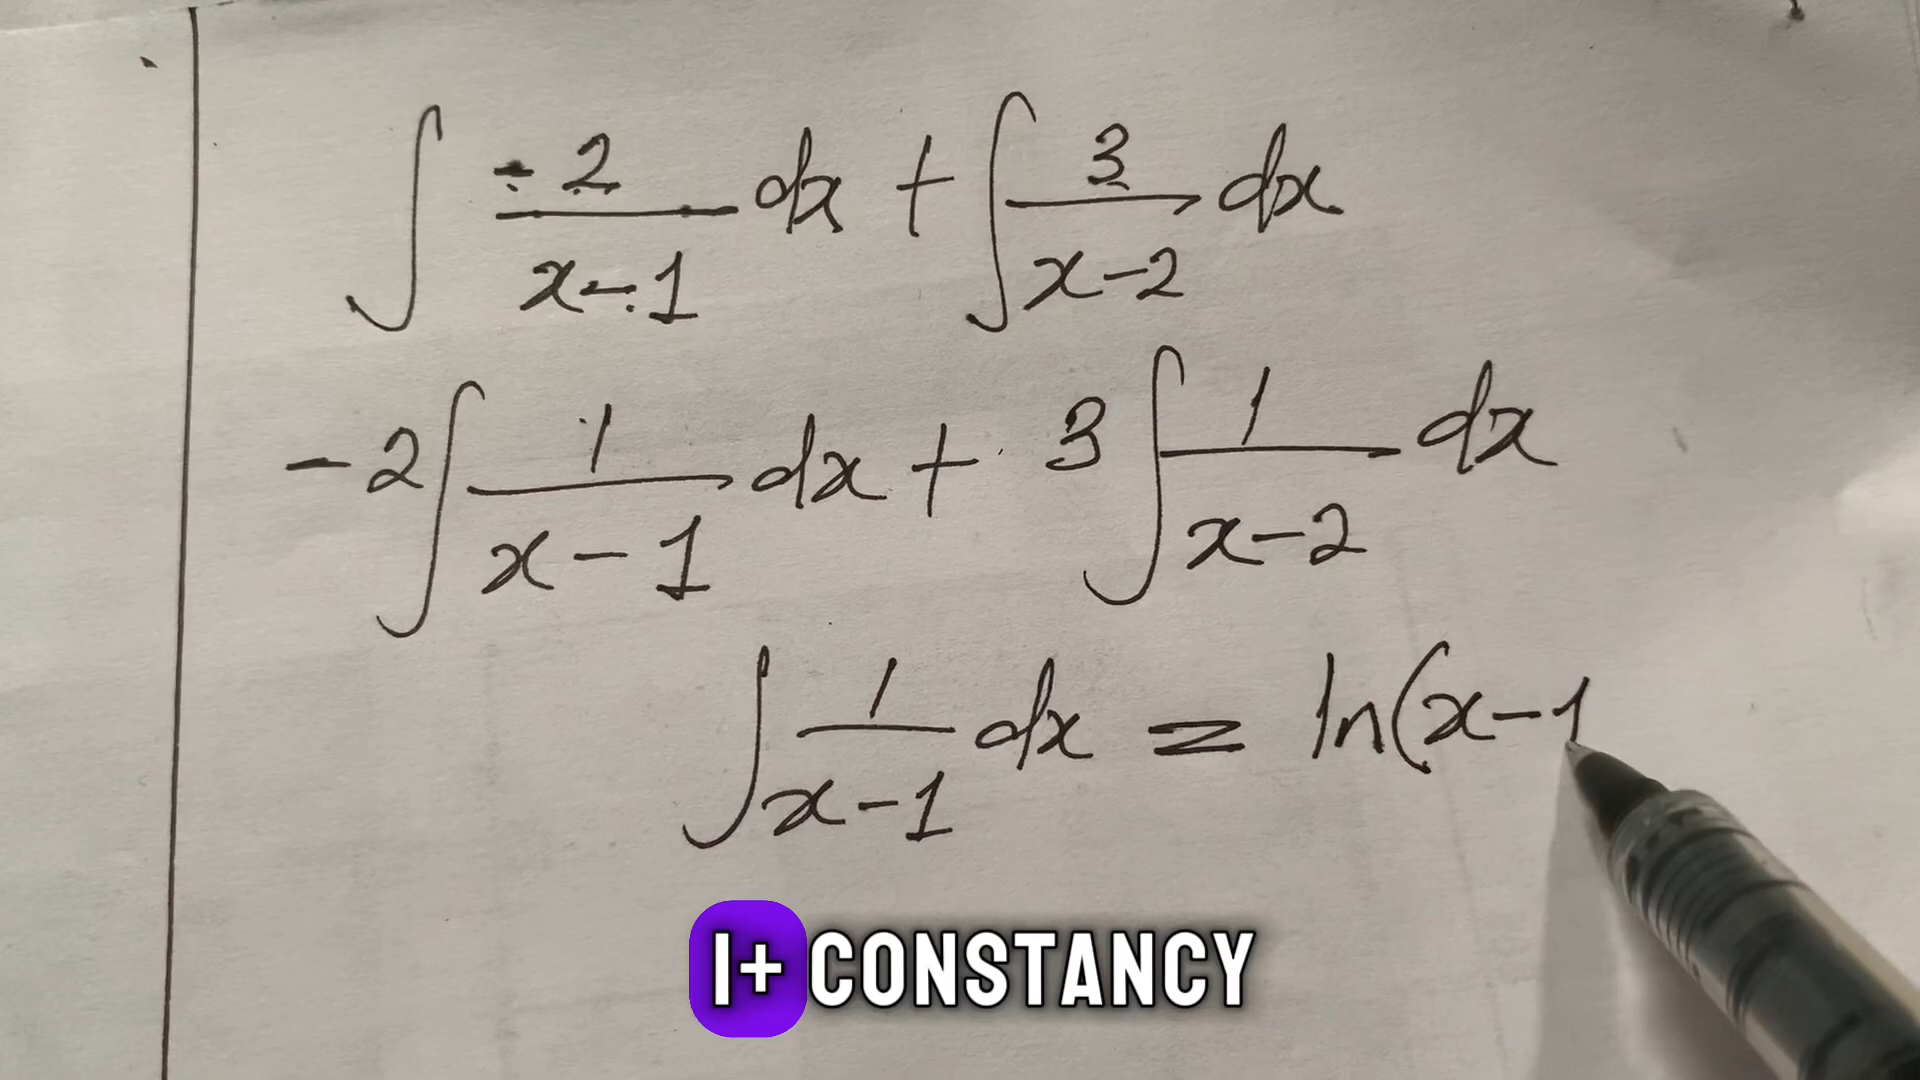 ∫ -2/(x-1) dx + ∫ 3/(x-2) dx
-2 ∫ 1/(x-1) dx + 3 ∫ 1/(x-2) dx
∫ 1/(x-1) dx = ln(x-1
1+ CONSTANCY